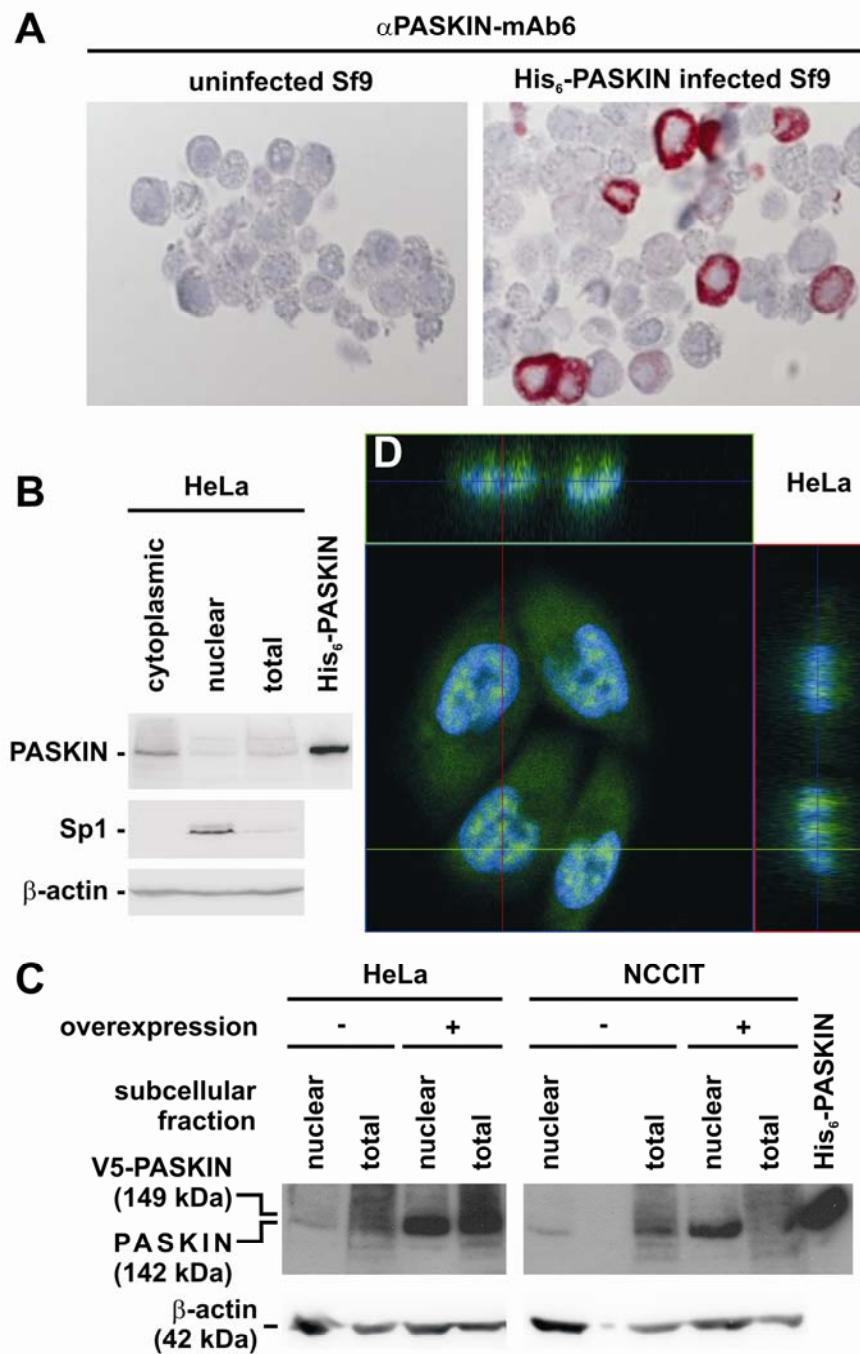 A
αPASKIN-mAb6
uninfected Sf9
His₆-PASKIN infected Sf9
B
HeLa
cytoplasmic
nuclear
total
His₆-PASKIN
PASKIN -
Sp1 -
β-actin -
D
HeLa
C
HeLa
NCCIT
overexpression
-
+
-
+
subcellular
fraction
nuclear
total
nuclear
total
nuclear
total
nuclear
total
His₆-PASKIN
V5-PASKIN
(149 kDa)
PASKIN
(142 kDa)
β-actin
(42 kDa) -